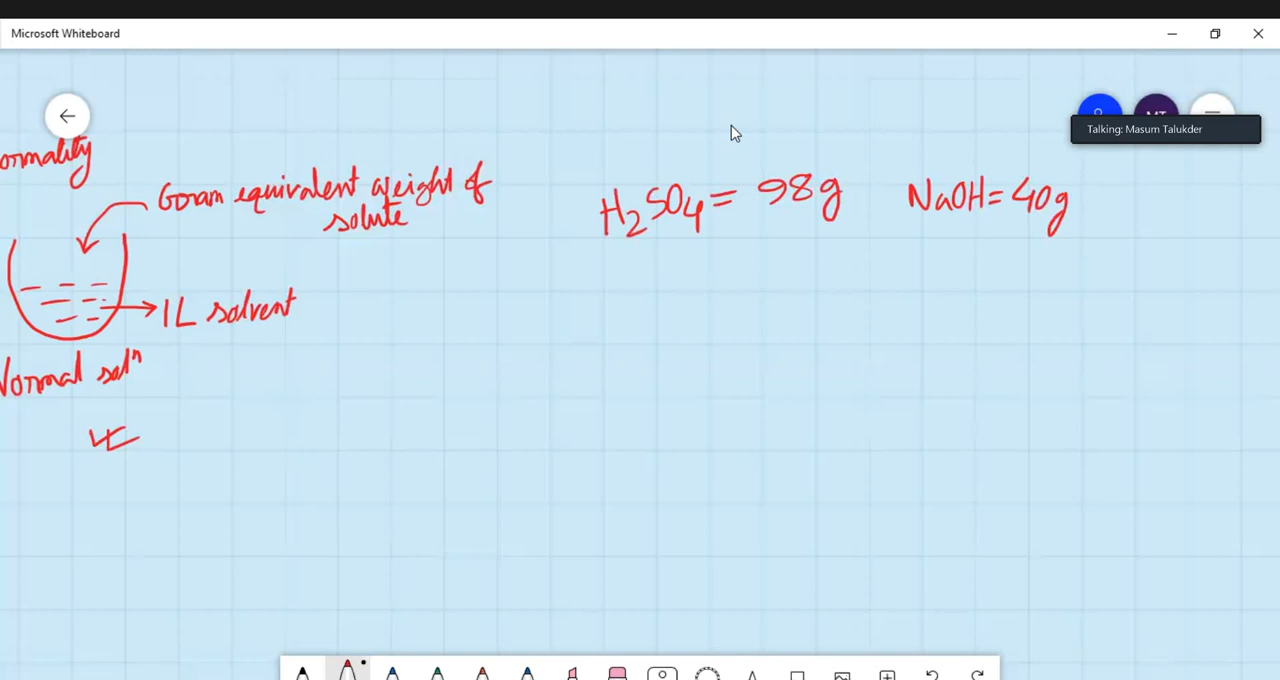 Microsoft Whiteboard
MT
Talking: Masum Talukder
ormality
Gram equivalent weight of
solute
H₂SO₄ = 98g NaOH = 40g
1L solvent
Normal solⁿ